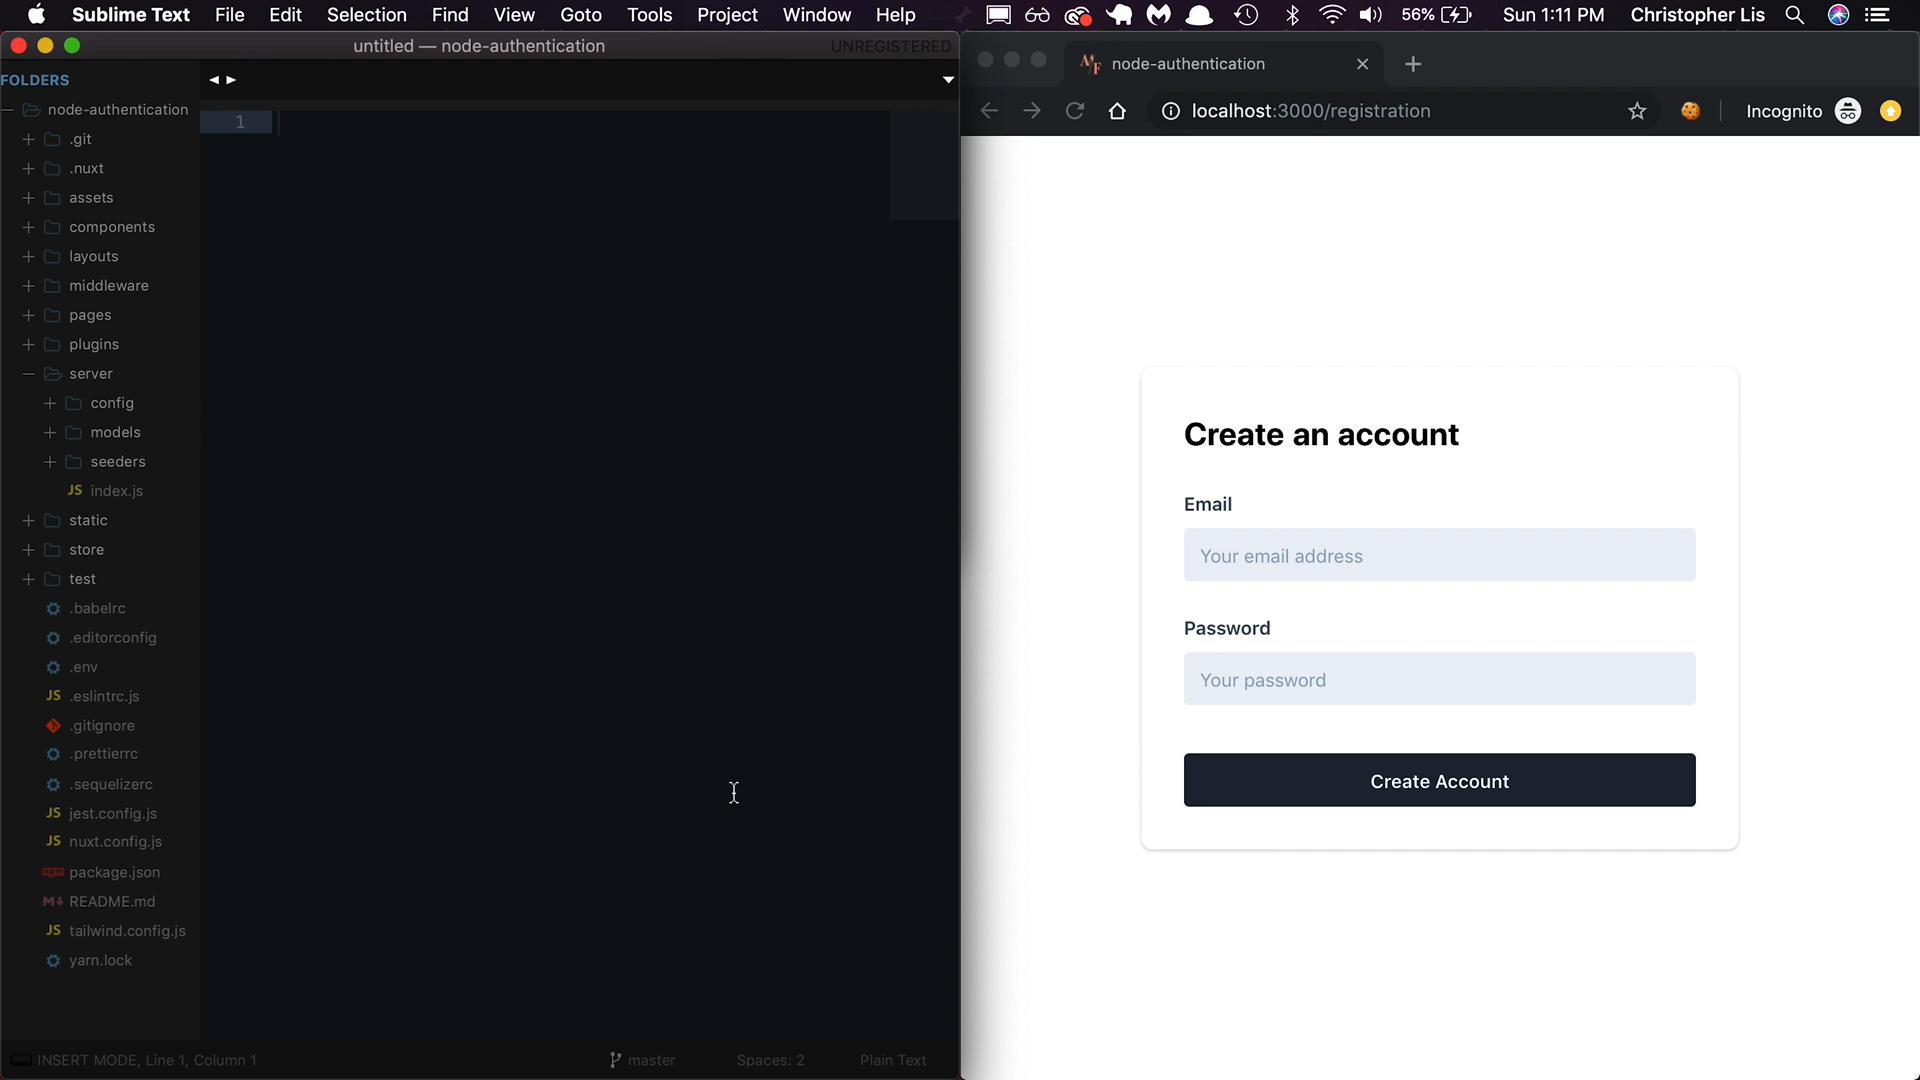 Sublime Text File Edit Selection Find View Goto Tools Project Window Help 56% Sun 1:11 PM Christopher Lis
untitled — node-authentication UNREGISTERED
FOLDERS
node-authentication
.git
.nuxt
assets
components
layouts
middleware
pages
plugins
server
config
models
seeders
JS index.js
static
store
test
.babelrc
.editorconfig
.env
JS .eslintrc.js
.gitignore
.prettierrc
.sequelizerc
JS jest.config.js
JS nuxt.config.js
npm package.json
M↓ README.md
JS tailwind.config.js
yarn.lock
1
INSERT MODE, Line 1, Column 1 master Spaces: 2 Plain Text
node-authentication
localhost:3000/registration Incognito
Create an account
Email
Your email address
Password
Your password
Create Account